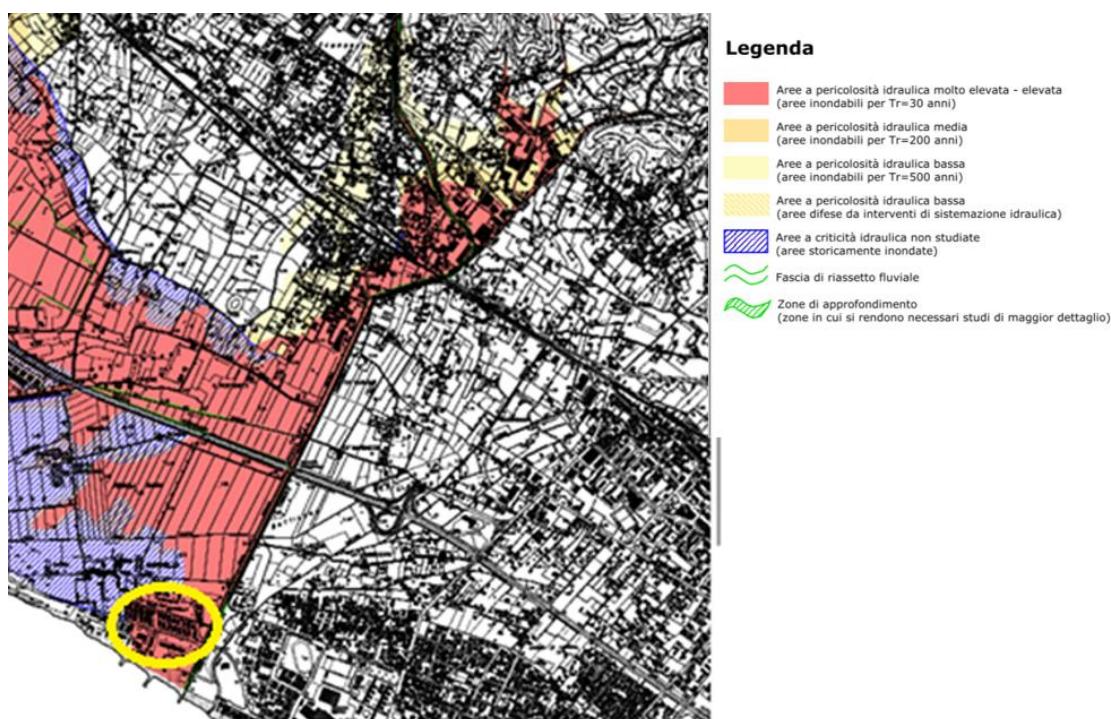 Legenda
Aree a pericolosità idraulica molto elevata - elevata
(aree inondabili per Tr=30 anni)
Aree a pericolosità idraulica media
(aree inondabili per Tr=200 anni)
Aree a pericolosità idraulica bassa
(aree inondabili per Tr=500 anni)
Aree a pericolosità idraulica bassa
(aree difese da interventi di sistemazione idraulica)
Aree a criticità idraulica non studiate
(aree storicamente inondate)
Fascia di riassetto fluviale
Zone di approfondimento
(zone in cui si rendono necessari studi di maggior dettaglio)